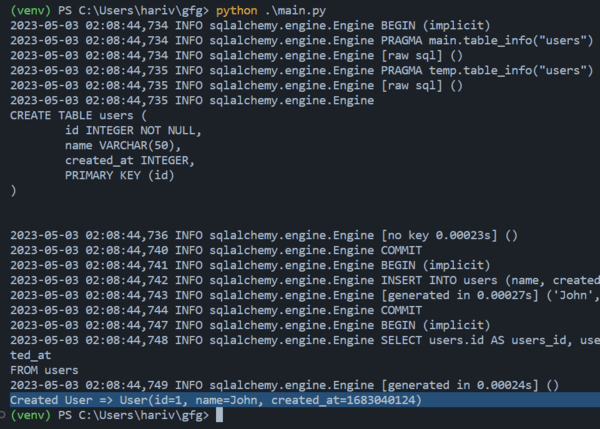 (venv) PS C:\Users\hariv\gfg> python .\main.py
2023-05-03 02:08:44,734 INFO sqlalchemy.engine.Engine BEGIN (implicit)
2023-05-03 02:08:44,734 INFO sqlalchemy.engine.Engine PRAGMA main.table_info("users")
2023-05-03 02:08:44,734 INFO sqlalchemy.engine.Engine [raw sql] ()
2023-05-03 02:08:44,735 INFO sqlalchemy.engine.Engine PRAGMA temp.table_info("users")
2023-05-03 02:08:44,735 INFO sqlalchemy.engine.Engine [raw sql] ()
2023-05-03 02:08:44,735 INFO sqlalchemy.engine.Engine
CREATE TABLE users (
        id INTEGER NOT NULL,
        name VARCHAR(50),
        created_at INTEGER,
        PRIMARY KEY (id)
)
2023-05-03 02:08:44,736 INFO sqlalchemy.engine.Engine [no key 0.00023s] ()
2023-05-03 02:08:44,740 INFO sqlalchemy.engine.Engine COMMIT
2023-05-03 02:08:44,741 INFO sqlalchemy.engine.Engine BEGIN (implicit)
2023-05-03 02:08:44,742 INFO sqlalchemy.engine.Engine INSERT INTO users (name, created
2023-05-03 02:08:44,743 INFO sqlalchemy.engine.Engine [generated in 0.00027s] ('John',
2023-05-03 02:08:44,744 INFO sqlalchemy.engine.Engine COMMIT
2023-05-03 02:08:44,747 INFO sqlalchemy.engine.Engine BEGIN (implicit)
2023-05-03 02:08:44,748 INFO sqlalchemy.engine.Engine SELECT users.id AS users_id, use
ted_at
FROM users
2023-05-03 02:08:44,749 INFO sqlalchemy.engine.Engine [generated in 0.00024s] ()
Created User => User(id=1, name=John, created_at=1683040124)
(venv) PS C:\Users\hariv\gfg>